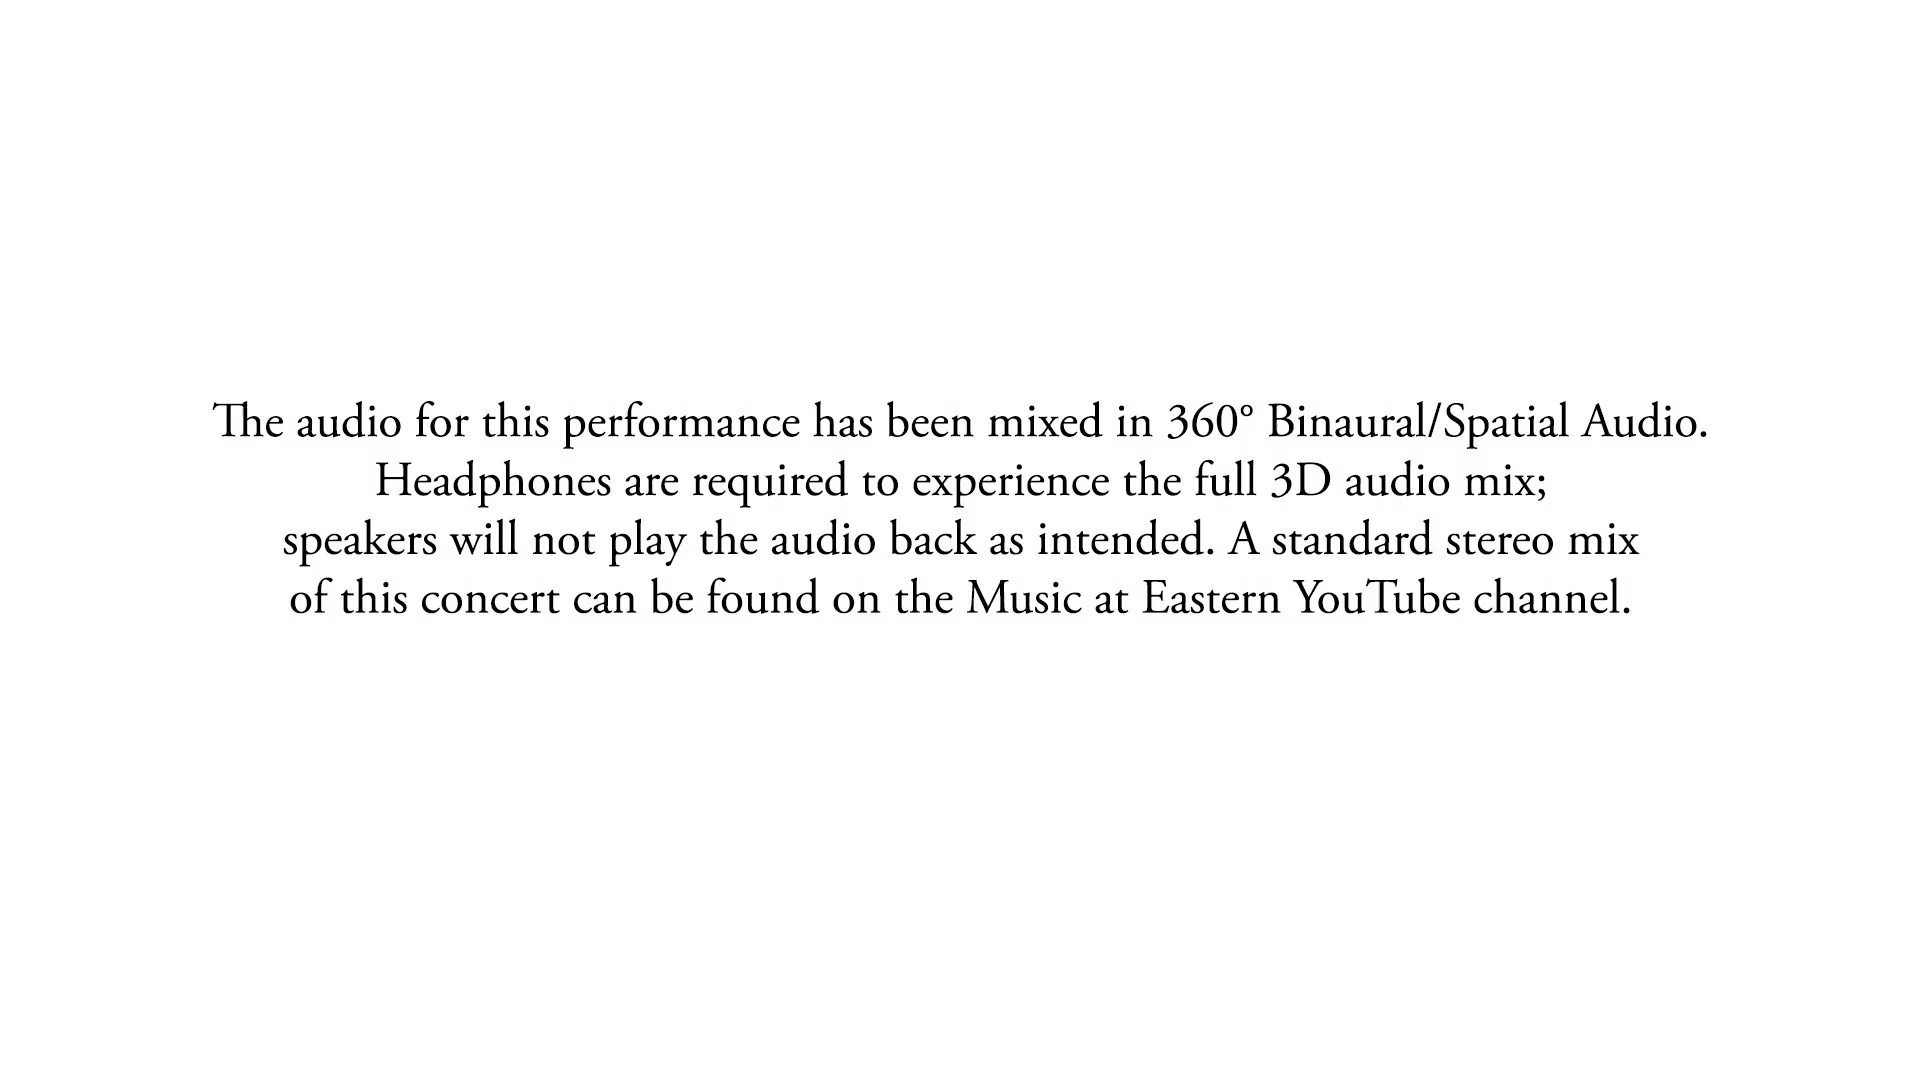 The audio for this performance has been mixed in 360° Binaural/Spatial Audio.
Headphones are required to experience the full 3D audio mix;
speakers will not play the audio back as intended. A standard stereo mix
of this concert can be found on the Music at Eastern YouTube channel.